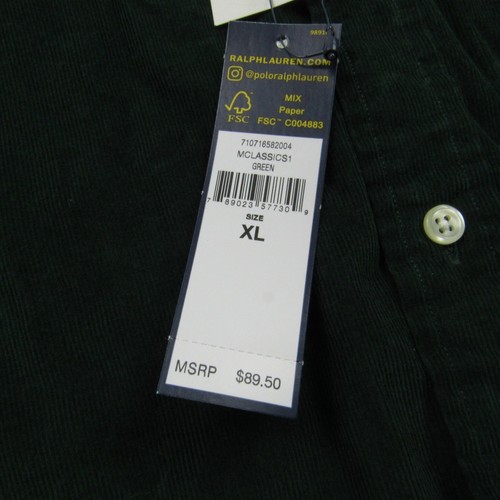 RALPHLAUREN.COM
@poloralphlauren
FSC
MIX
Paper
FSC™ C004883
710716582004
MCLASSICS1
GREEN
7 89023 57730 9
SIZE
XL
MSRP $89.50